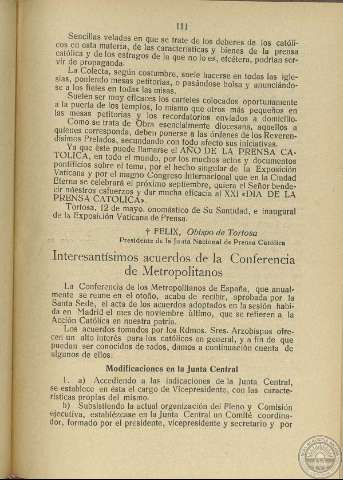 111
Sencillas veladas en que se trate de los deberes de los católi-
cos en esta materia, de las características y bienes de la prensa
católica y de los estragos de la que no lo es, etcétera, podrían ser-
vir de propaganda.
La Colecta, según costumbre, suele hacerse en todas las igle-
sias, poniendo mesas petitorias, o pasándose bolsa y anunciándo-
se a los fieles en todas las misas.
Suelen ser muy eficaces los carteles colocados oportunamente
a la puerta de los templos, lo mismo que otros más pequeños en
las mesas petitorias y los recordatorios enviados a domicilio.
Como se trata de Obra esencialmente diocesana, aquellos a
quienes corresponda, deben ponerse a las órdenes de los Reveren-
dísimos Prelados, secundando con todo afecto sus iniciativas.
Ya que éste puede llamarse el AÑO DE LA PRENSA CA-
TOLICA, en todo el mundo, por los muchos actos y documentos
pontificios sobre el tema, por el hecho singular de la Exposición
Vaticana y por el magno Congreso Internacional que en la Ciudad
Eterna se celebrará el próximo septiembre, quiera el Señor bende-
cir nuestros esfuerzos y dar mucha eficacia al XXI «DIA DE LA
PRENSA CATOLICA».
Tortosa, 12 de mayo, onomástico de Su Santidad, e inaugural
de la Exposición Vaticana de Prensa.
† FELIX, Obispo de Tortosa
Presidente de la Junta Nacional de Prensa Católica
Interesantísimos acuerdos de la Conferencia
de Metropolitanos
La Conferencia de los Metropolitanos de España, que anual-
mente se reune en el otoño, acaba de recibir, aprobada por la
Santa Sede, el acta de los acuerdos adoptados en la sesión habi-
da en Madrid el mes de noviembre último, que se refieren a la
Acción Católica en nuestra patria.
Los acuerdos tomados por los Rdmos. Sres. Arzobispos ofre-
cen un alto interés para los católicos en general, y a fin de que
puedan ser conocidos de todos, damos a continuación cuenta de
algunos de ellos.
Modificaciones en la Junta Central
1. a) Accediendo a las indicaciones de la Junta Central,
se establece en ésta el cargo de Vicepresidente, con las caracte-
rísticas propias del mismo.
b) Subsistiendo la actual organización del Pleno y Comisión
ejecutiva, establézcase en la Junta Central un Comité coordina-
dor, formado por el presidente, vicepresidente y secretario y por